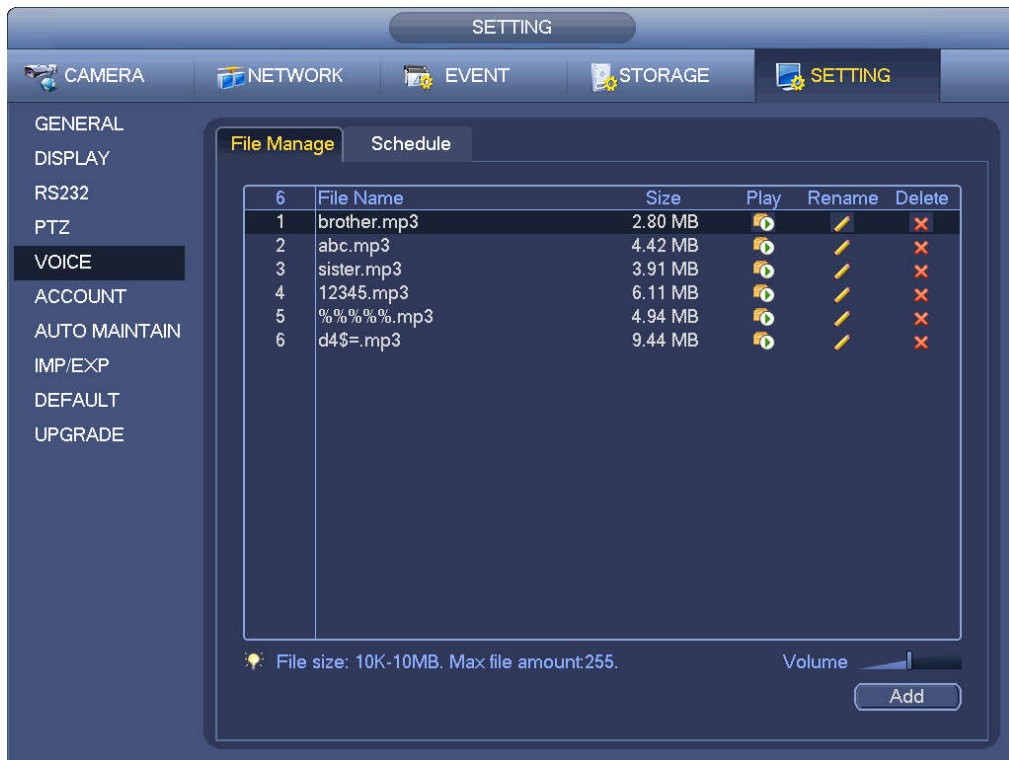 SETTING
CAMERA NETWORK EVENT STORAGE SETTING
GENERAL
DISPLAY
RS232
PTZ
VOICE
ACCOUNT
AUTO MAINTAIN
IMP/EXP
DEFAULT
UPGRADE
File Manage Schedule
6 File Name Size Play Rename Delete
1 brother.mp3 2.80 MB
2 abc.mp3 4.42 MB
3 sister.mp3 3.91 MB
4 12345.mp3 6.11 MB
5 %%%%%.mp3 4.94 MB
6 d4$=.mp3 9.44 MB
File size: 10K-10MB. Max file amount:255. Volume
Add